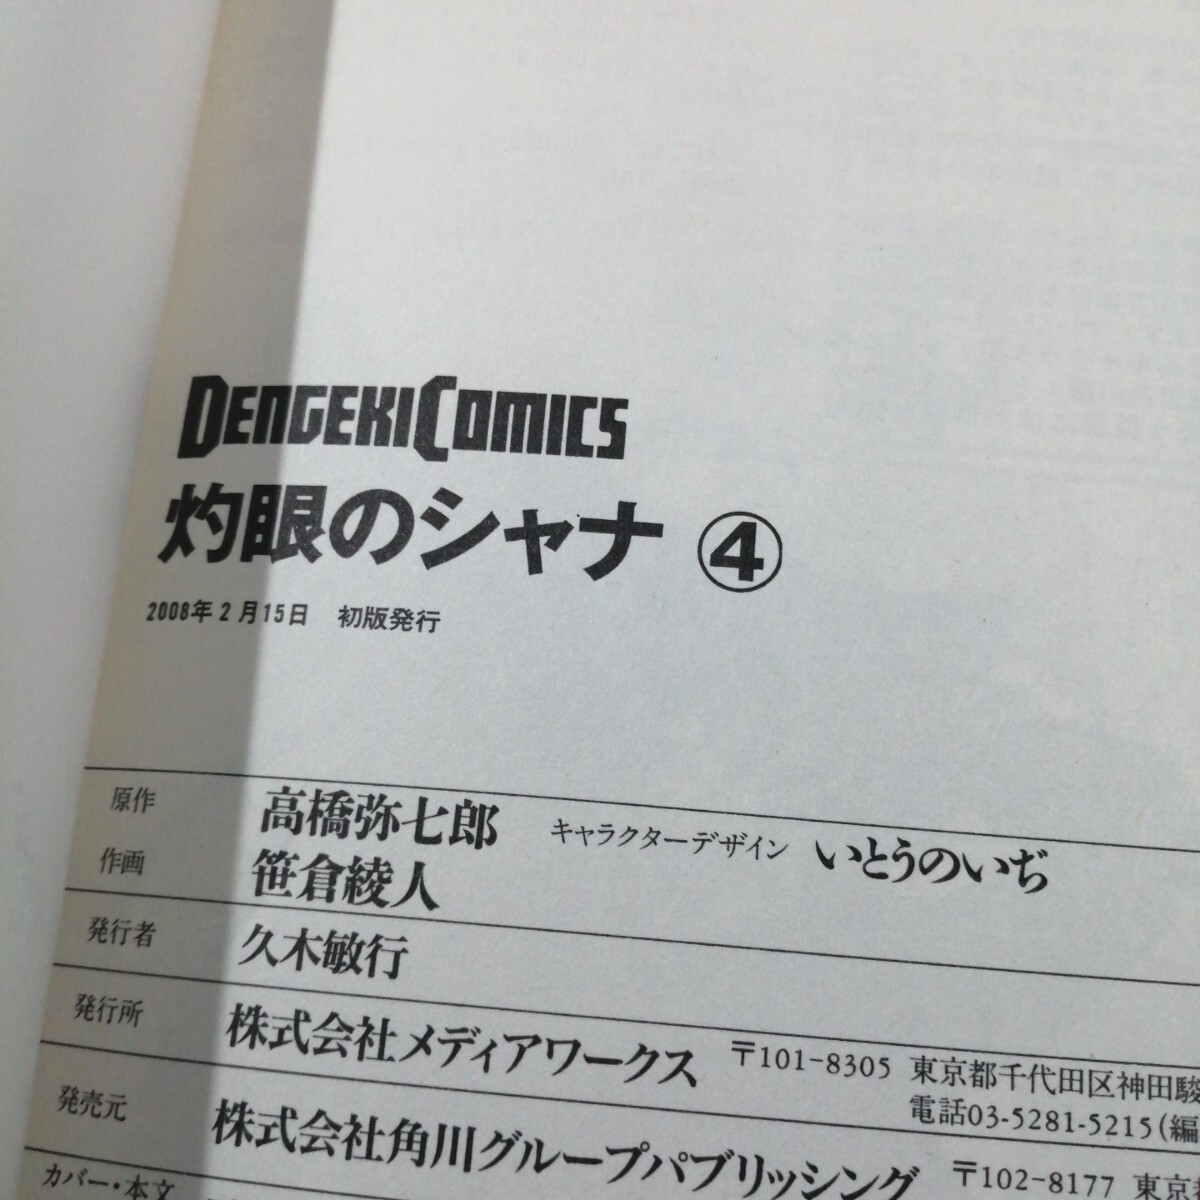 DENGEKI COMICS
灼眼のシャナ ④
2008年2月15日 初版発行
原作 高橋弥七郎 キャラクターデザイン いとうのいぢ
作画 笹倉綾人
発行者 久木敏行
発行所 株式会社メディアワークス 〒101-8305 東京都千代田区神田駿
電話03-5281-5215(編
発売元 株式会社角川グループパブリッシング 〒102-8177 東京
カバー・本文